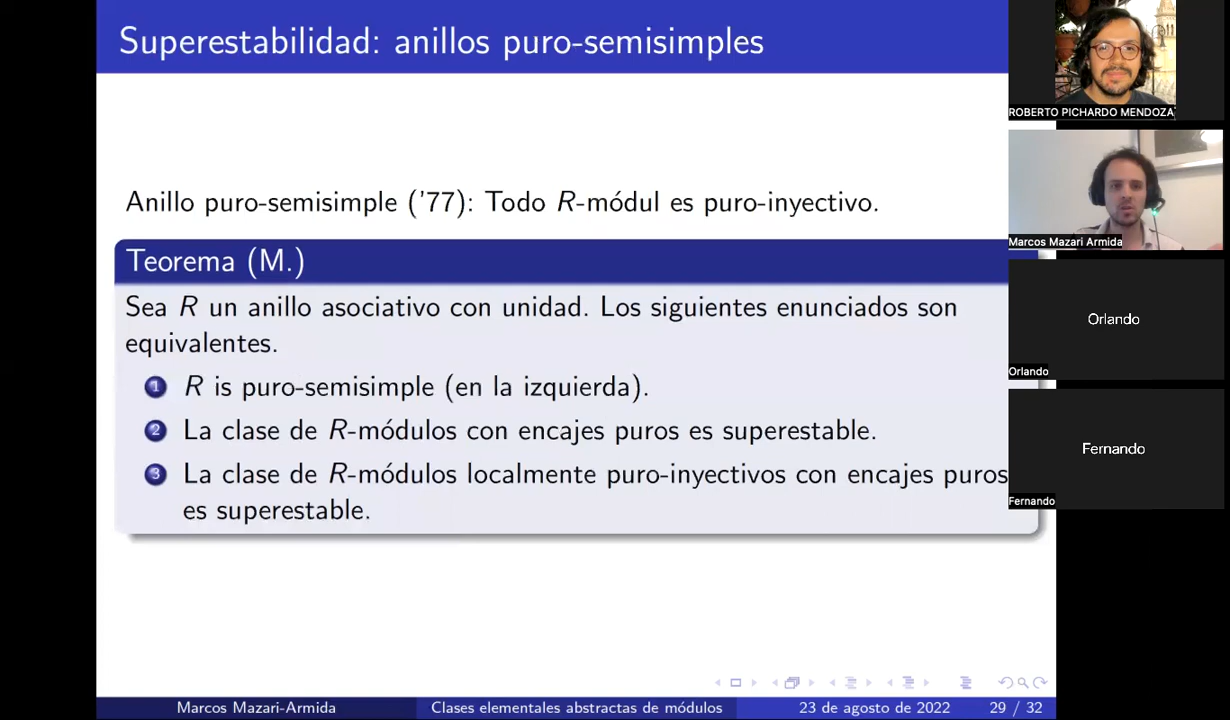 Superestabilidad: anillos puro-semisimples
Anillo puro-semisimple ('77): Todo R-módul es puro-inyectivo.
Teorema (M.)
Sea R un anillo asociativo con unidad. Los siguientes enunciados son
equivalentes.
1 R is puro-semisimple (en la izquierda).
2 La clase de R-módulos con encajes puros es superestable.
3 La clase de R-módulos localmente puro-inyectivos con encajes puros
es superestable.
Marcos Mazari-Armida
Clases elementales abstractas de módulos
23 de agosto de 2022
29 / 32
ROBERTO PICHARDO MENDOZA
Marcos Mazari Armida
Orlando
Orlando
Fernando
Fernando